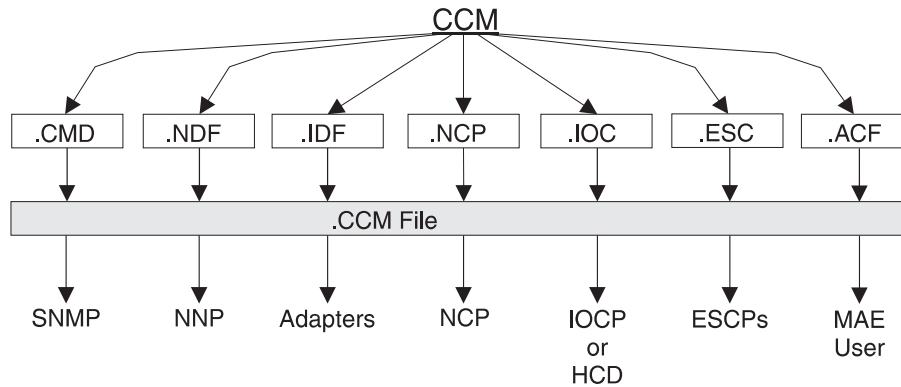 CCM
.CMD .NDF .IDF .NCP .IOC .ESC .ACF
.CCM File
SNMP NNP Adapters NCP IOCP ESCPs MAE
or User
HCD